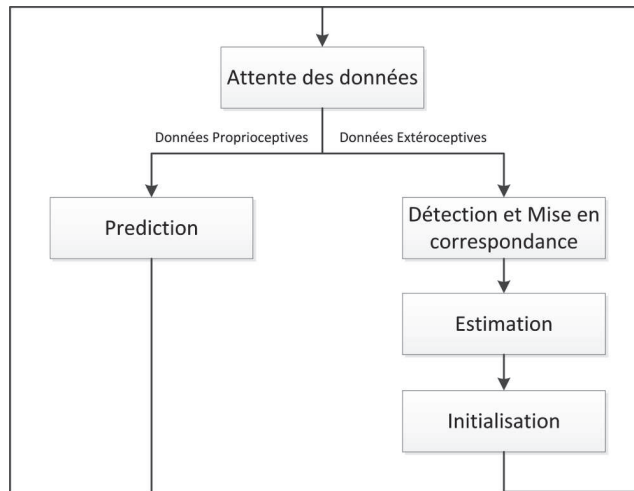 Attente des données
Données Proprioceptives
Données Extéroceptives
Prediction
Détection et Mise en
correspondance
Estimation
Initialisation